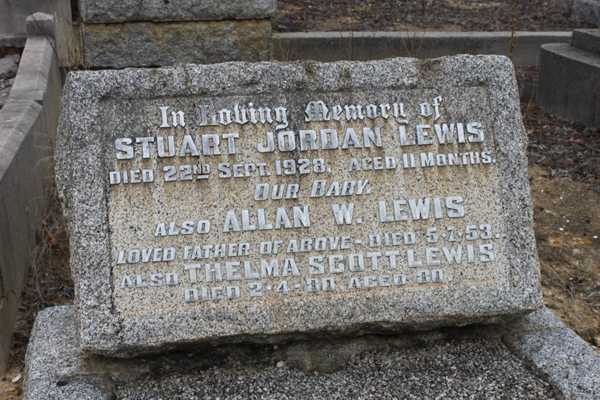 In Loving Memory of
STUART JORDAN LEWIS
DIED 22ND SEPT. 1928, AGED 11 MONTHS.
OUR BABY.
ALSO ALLAN W. LEWIS
LOVED FATHER OF ABOVE - DIED 5.7.53.
ALSO THELMA SCOTT LEWIS
DIED 2-4-80. AGED 80.